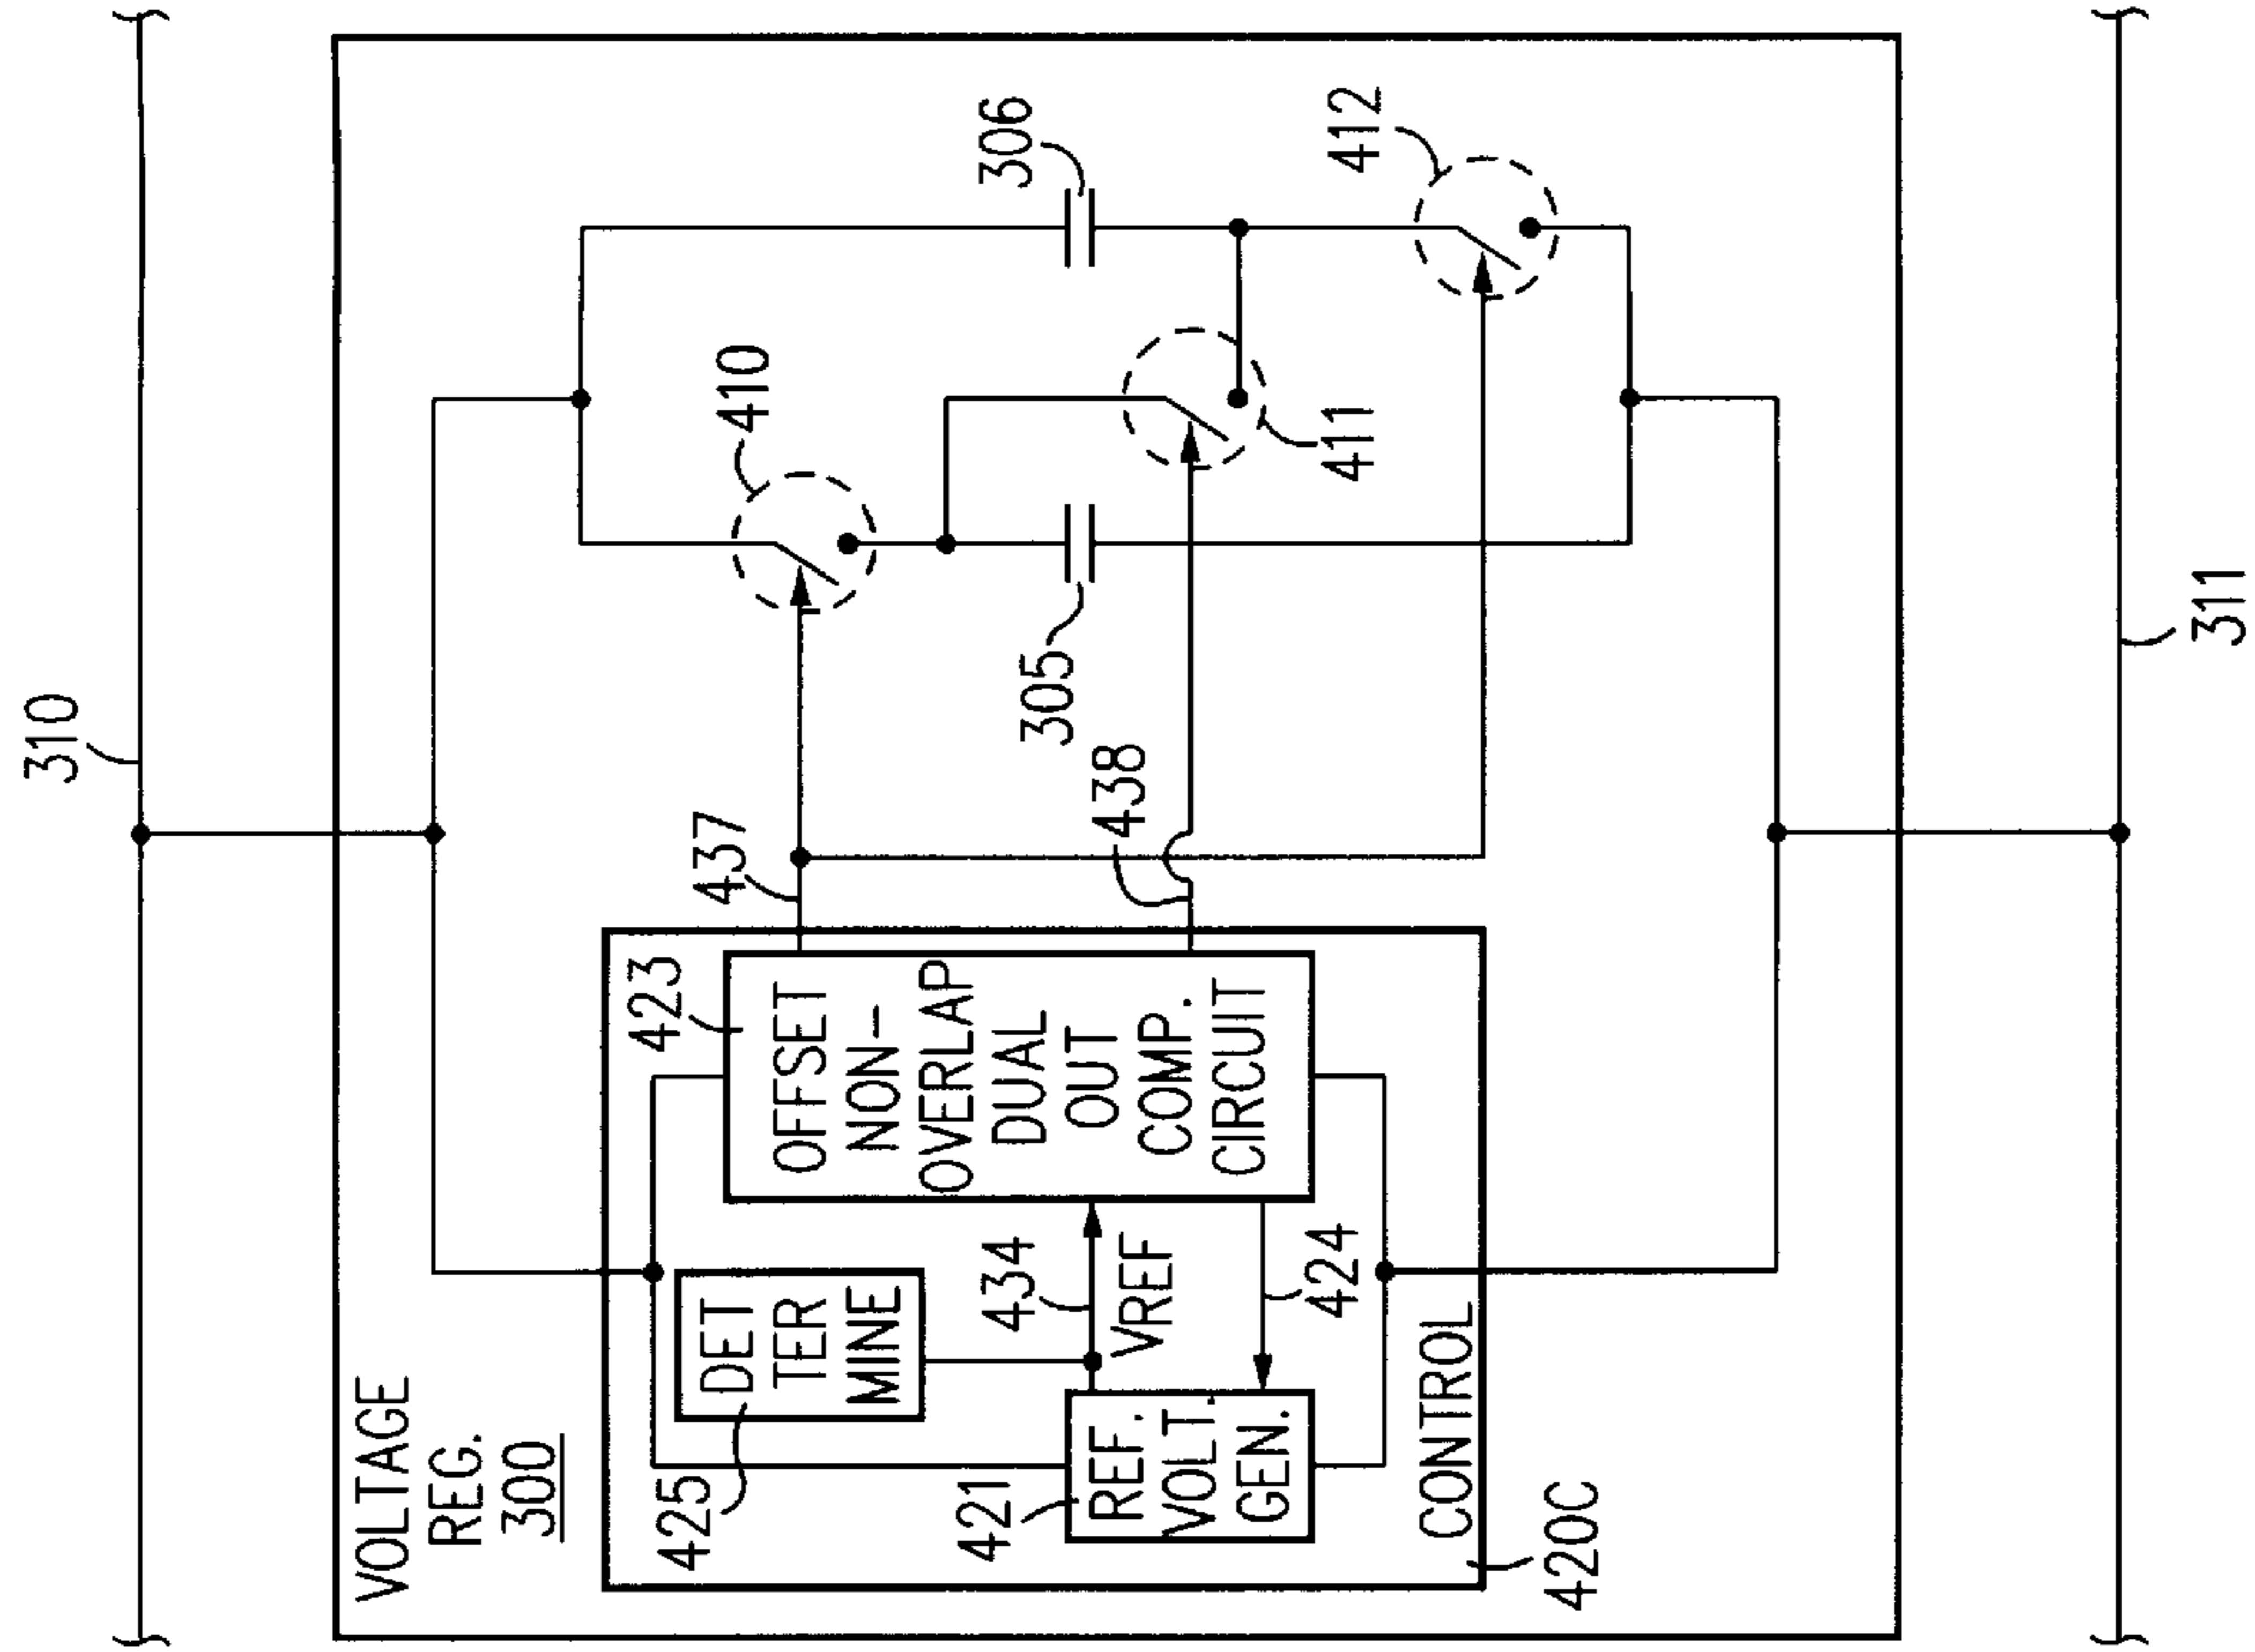 310
VOLTAGE
REG.
300
425
DET
TER
MINE
423
OFFSET
NON-
OVERLAP
DUAL
OUT
COMP.
CIRCUIT
437
410
306
434
VREF
438
305
421
REF.
VOLT.
GEN.
424
411
412
CONTROL
420C
311